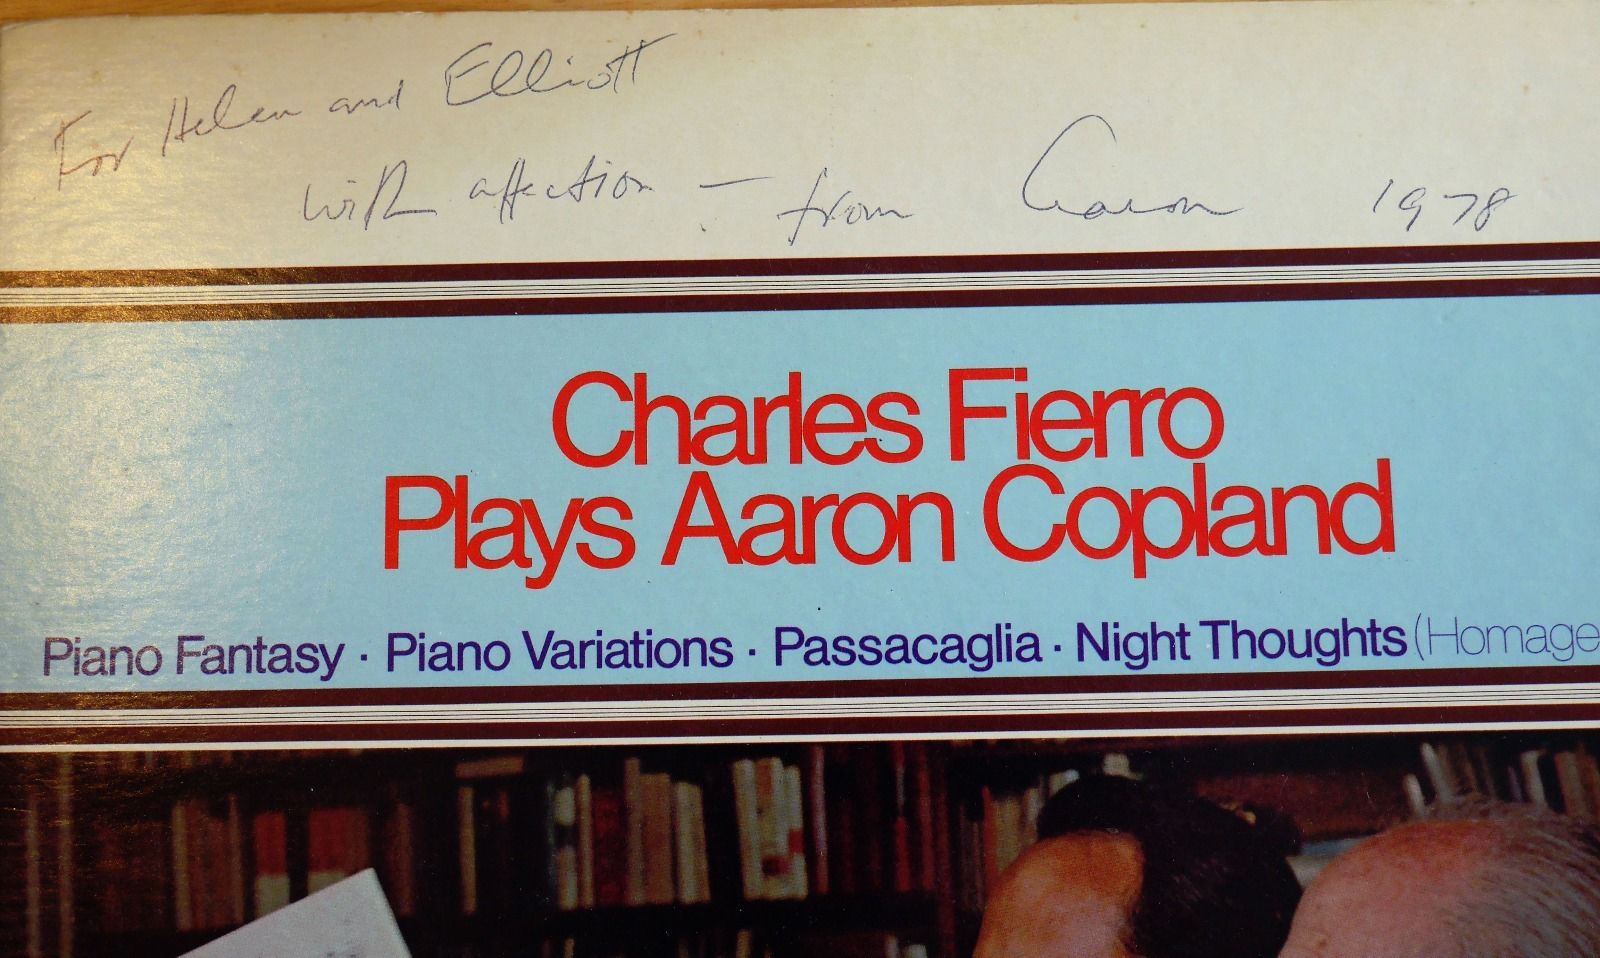 For Helen and Elliott
with affection — from Aaron 1978
Charles Fierro
Plays Aaron Copland
Piano Fantasy · Piano Variations · Passacaglia · Night Thoughts (Homage